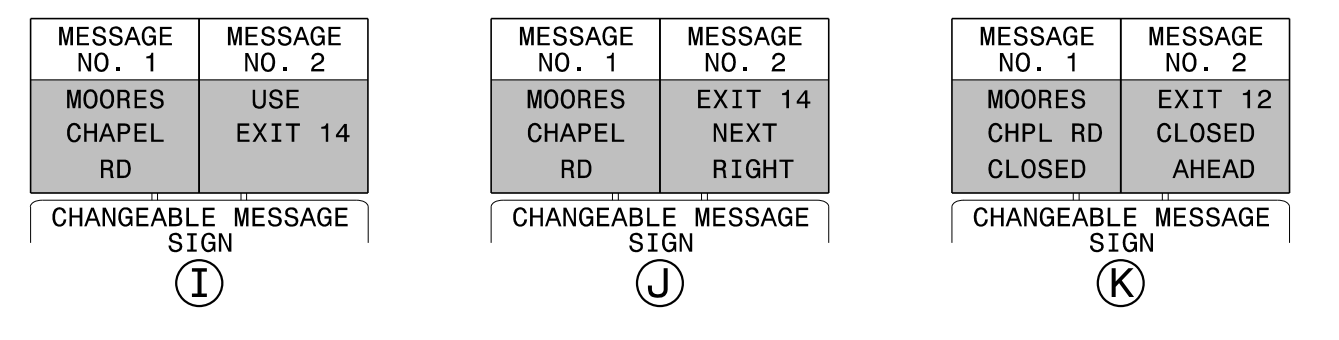 MESSAGE
NO. 1
MESSAGE
NO. 2
MOORES
CHAPEL
RD
USE
EXIT 14
CHANGEABLE MESSAGE
SIGN
I
MESSAGE
NO. 1
MESSAGE
NO. 2
MOORES
CHAPEL
RD
EXIT 14
NEXT
RIGHT
CHANGEABLE MESSAGE
SIGN
J
MESSAGE
NO. 1
MESSAGE
NO. 2
MOORES
CHPL RD
CLOSED
EXIT 12
CLOSED
AHEAD
CHANGEABLE MESSAGE
SIGN
K